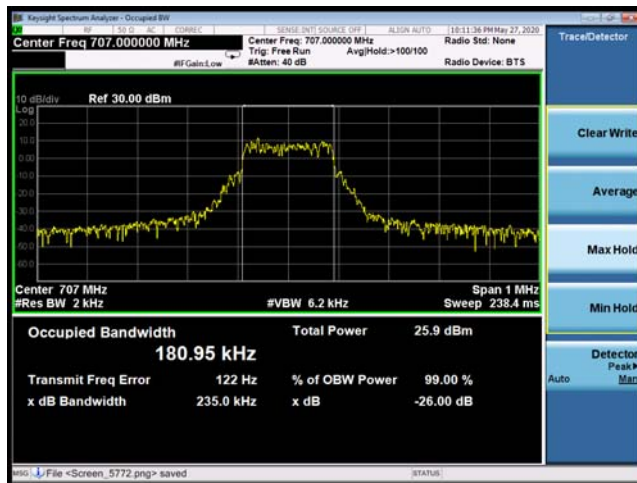 Keysight Spectrum Analyzer - Occupied BW
RF 50 Ω AC CORREC SENSE:INT SOURCE OFF ALIGN AUTO 10:11:36 PM May 27, 2020
Center Freq 707.000000 MHz
Center Freq: 707.000000 MHz
Radio Std: None
Trig: Free Run Avg|Hold:>100/100
#IFGain:Low #Atten: 40 dB
Radio Device: BTS
Trace/Detector
10 dB/div Ref 30.00 dBm
Log
20.0
10.0
0.00
-10.0
-20.0
-30.0
-40.0
-50.0
-60.0
Center 707 MHz Span 1 MHz
#Res BW 2 kHz #VBW 6.2 kHz Sweep 238.4 ms
Occupied Bandwidth Total Power 25.9 dBm
180.95 kHz
Transmit Freq Error 122 Hz % of OBW Power 99.00 %
x dB Bandwidth 235.0 kHz x dB -26.00 dB
Clear Write
Average
Max Hold
Min Hold
Detector
Peak▶
Auto Man
MSG File <Screen_5772.png> saved STATUS